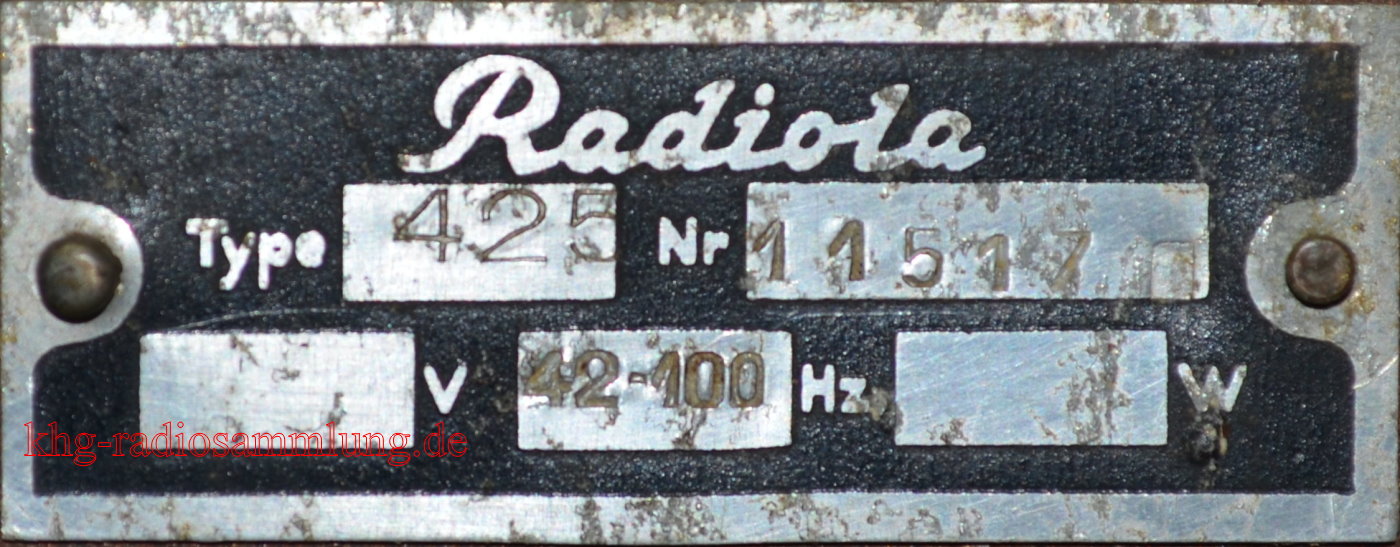 Radiola
Type 425 Nr 11517
V 42-100 Hz W
khg-radiosammlung.de